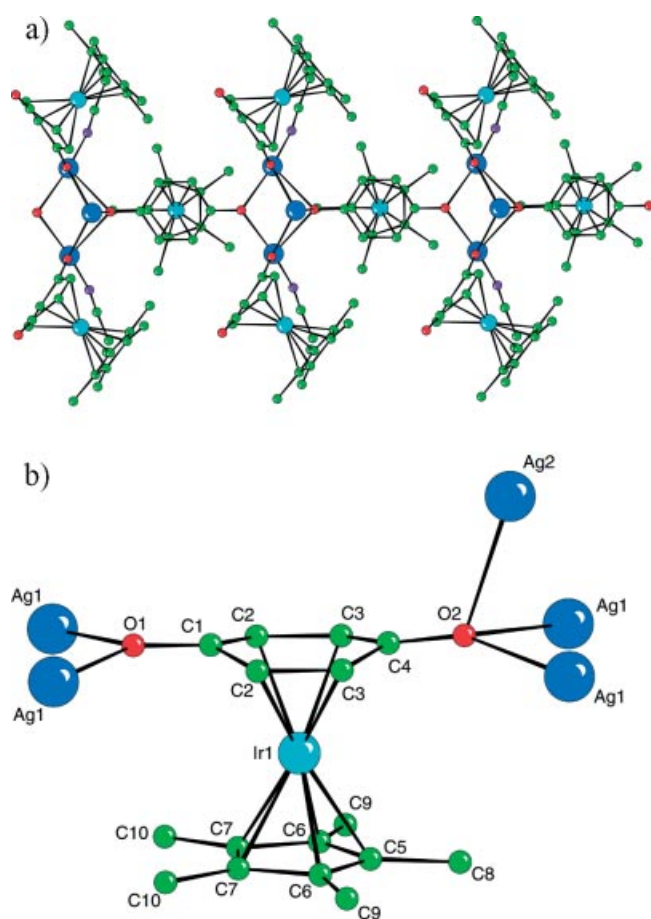 a)
b)
Ag2
Ag1 O1 C1 C2 C3 O2 Ag1
C2 C3 C4
Ag1 Ag1
Ir1
C10 C7 C6 C9 C5
C10 C7 C6 C9 C8